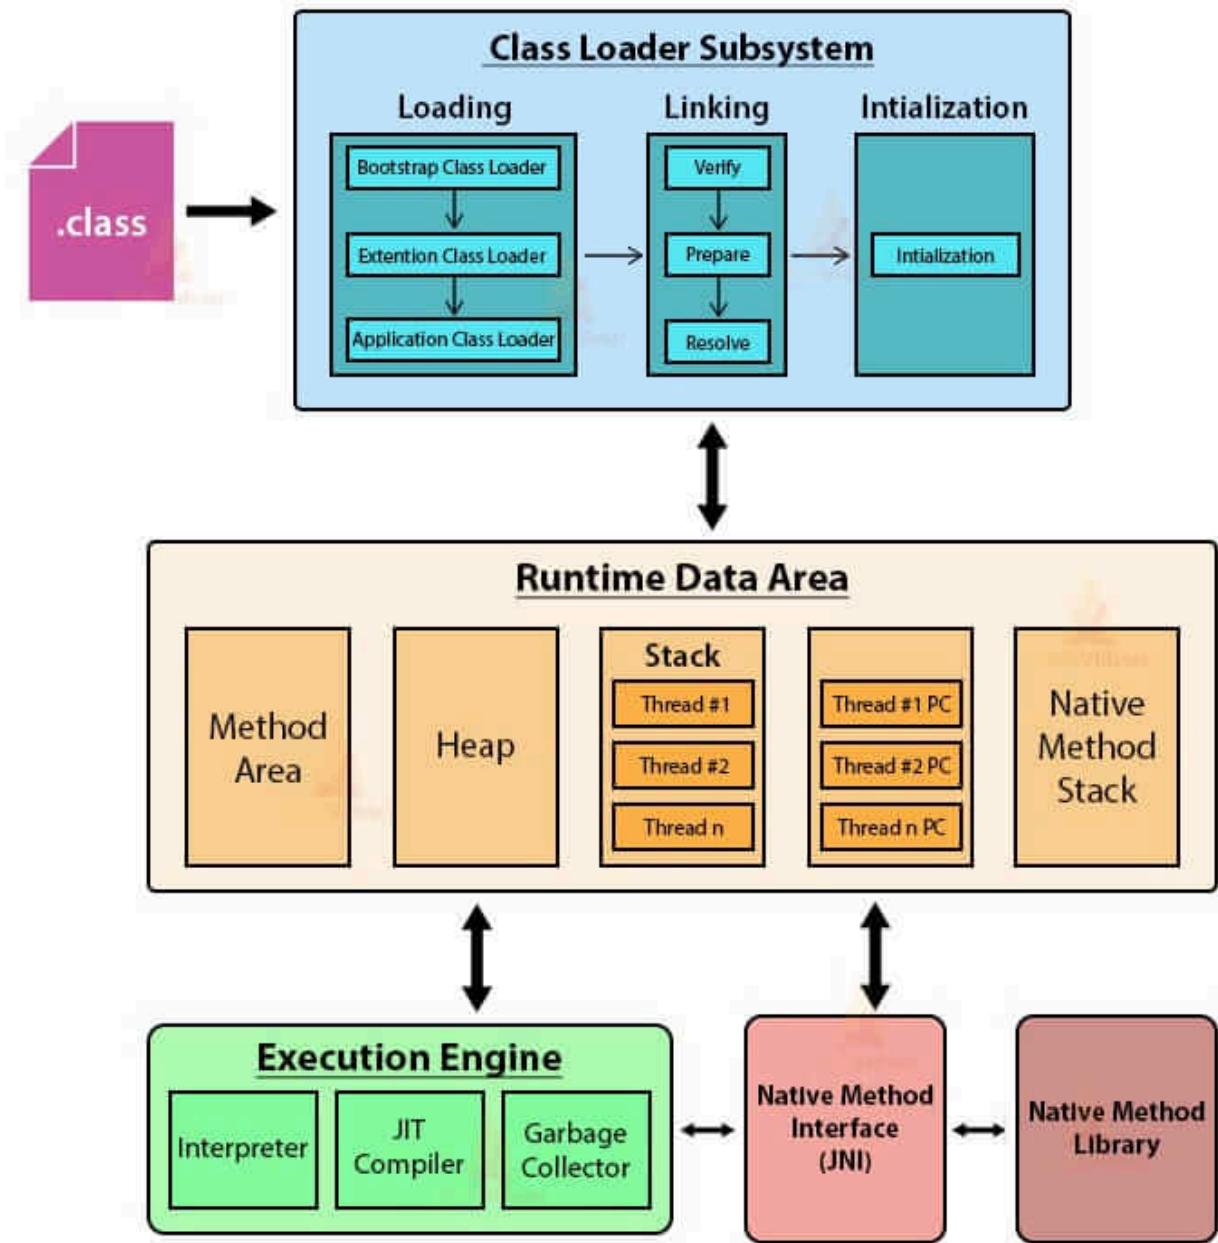 Class Loader Subsystem
Loading
Linking
Intialization
.class
Bootstrap Class Loader
Extention Class Loader
Application Class Loader
Verify
Prepare
Resolve
Intialization
Runtime Data Area
Method
Area
Heap
Stack
Thread #1
Thread #2
Thread n
Thread #1 PC
Thread #2 PC
Thread n PC
Native
Method
Stack
Execution Engine
Interpreter
JIT
Compiler
Garbage
Collector
Native Method
Interface
(JNI)
Native Method
Library